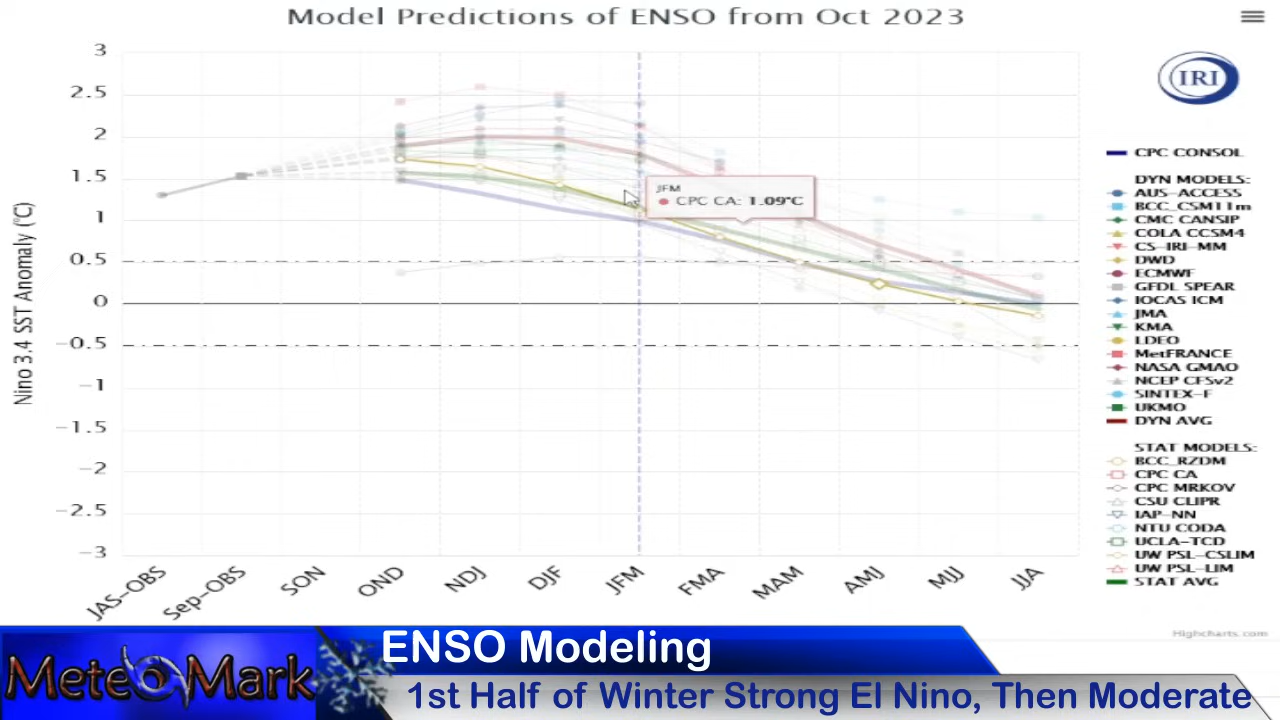 Model Predictions of ENSO from Oct 2023
IRI
3
2.5
2
1.5
1
0.5
0
−0.5
−1
−1.5
−2
−2.5
−3
Nino 3.4 SST Anomaly (°C)
JFM
CPC CA: 1.09°C
JAS-OBS
Sep-OBS
SON
OND
NDJ
DJF
JFM
FMA
MAM
AMJ
MJJ
JJA
CPC CONSOL
DYN MODELS:
AUS-ACCESS
BCC_CSM11m
CMC CANSIP
COLA CCSM4
CS-IRI-MM
DWD
ECMWF
GFDL SPEAR
IOCAS ICM
JMA
KMA
LDEO
MetFRANCE
NASA GMAO
NCEP CFSv2
SINTEX-F
UKMO
DYN AVG
STAT MODELS:
BCC_RZDM
CPC CA
CPC MRKOV
CSU CLIPR
IAP-NN
NTU CODA
UCLA-TCD
UW PSL-CSLIM
UW PSL-LIM
STAT AVG
Highcharts.com
MeteoMark
ENSO Modeling
1st Half of Winter Strong El Nino, Then Moderate